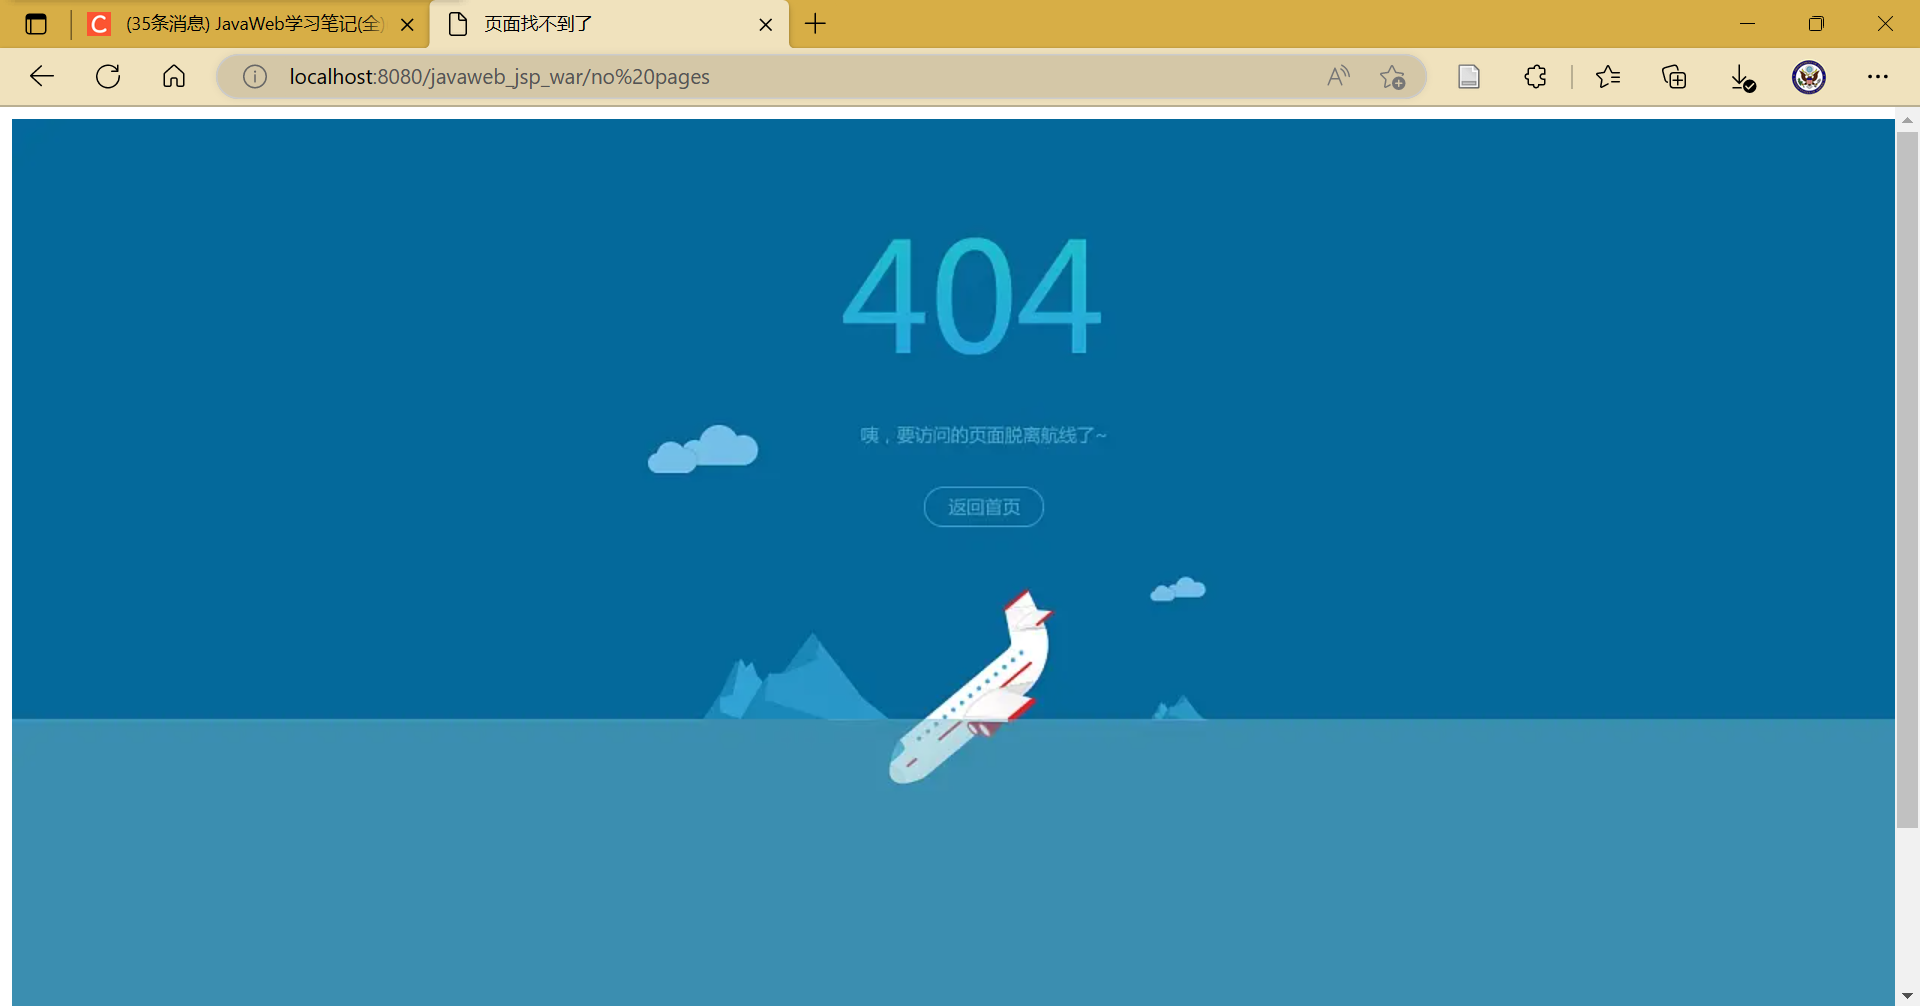 (35条消息) JavaWeb学习笔记(全)
页面找不到了
localhost:8080/javaweb_jsp_war/no%20pages
404
咦，要访问的页面脱离航线了~
返回首页